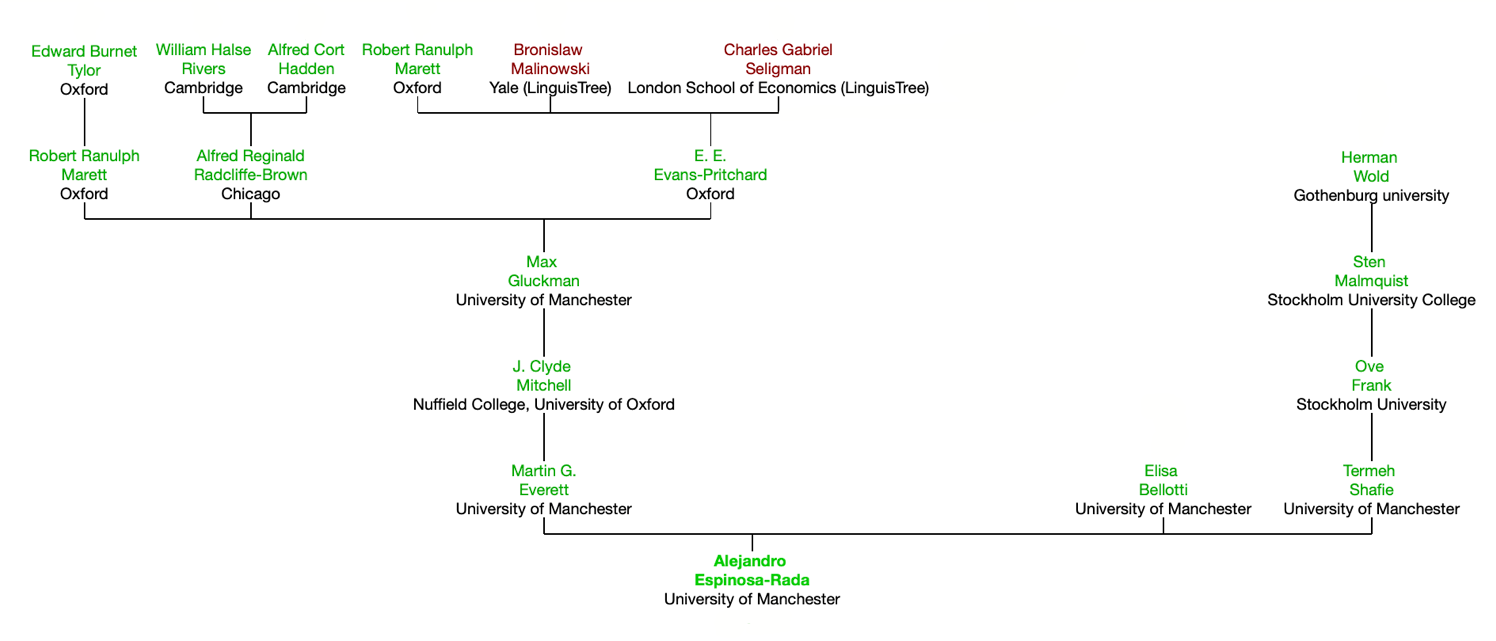 Edward Burnet
Tylor
Oxford
William Halse
Rivers
Cambridge
Alfred Cort
Hadden
Cambridge
Robert Ranulph
Marett
Oxford
Bronislaw
Malinowski
Yale (LinguisTree)
Charles Gabriel
Seligman
London School of Economics (LinguisTree)
Robert Ranulph
Marett
Oxford
Alfred Reginald
Radcliffe-Brown
Chicago
E. E.
Evans-Pritchard
Oxford
Herman
Wold
Gothenburg university
Max
Gluckman
University of Manchester
Sten
Malmquist
Stockholm University College
J. Clyde
Mitchell
Nuffield College, University of Oxford
Ove
Frank
Stockholm University
Martin G.
Everett
University of Manchester
Elisa
Bellotti
University of Manchester
Termeh
Shafie
University of Manchester
Alejandro
Espinosa-Rada
University of Manchester